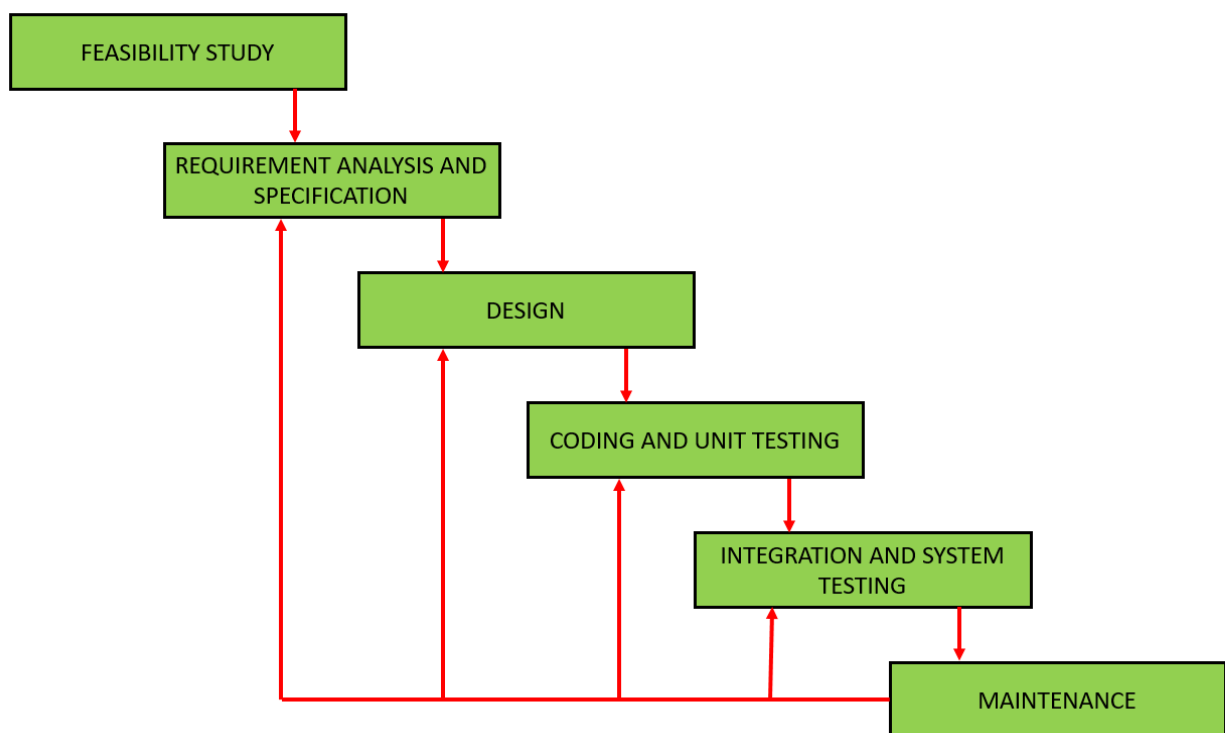 FEASIBILITY STUDY
REQUIREMENT ANALYSIS AND
SPECIFICATION
DESIGN
CODING AND UNIT TESTING
INTEGRATION AND SYSTEM
TESTING
MAINTENANCE